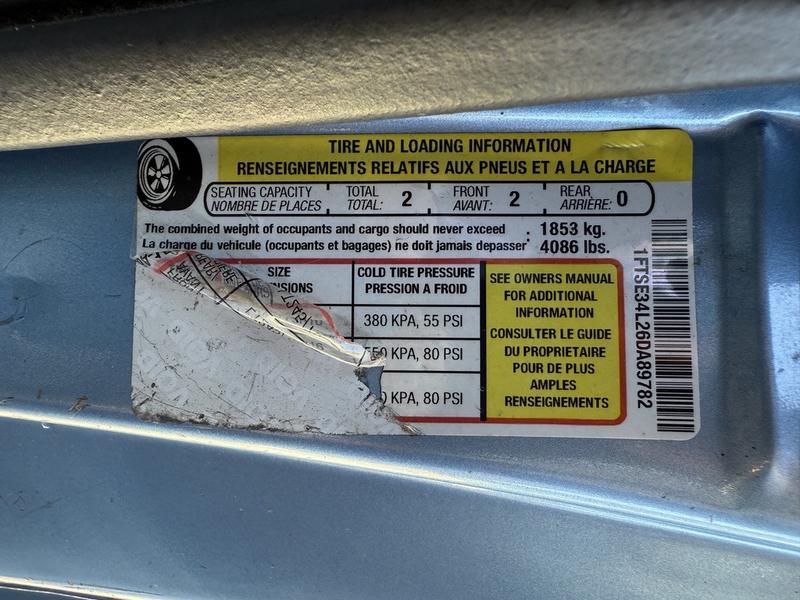 TIRE AND LOADING INFORMATION
RENSEIGNEMENTS RELATIFS AUX PNEUS ET A LA CHARGE
SEATING CAPACITY
NOMBRE DE PLACES
TOTAL
TOTAL: 2
FRONT
AVANT: 2
REAR
ARRIÈRE: 0
The combined weight of occupants and cargo should never exceed : 1853 kg.
La charge du vehicule (occupants et bagages) ne doit jamais depasser 4086 lbs.
SIZE
COLD TIRE PRESSURE
PRESSION A FROID
380 KPA, 55 PSI
KPA, 80 PSI
KPA, 80 PSI
SEE OWNERS MANUAL
FOR ADDITIONAL
INFORMATION
CONSULTER LE GUIDE
DU PROPRIETAIRE
POUR DE PLUS
AMPLES
RENSEIGNEMENTS
1FTSE34L26DA89782